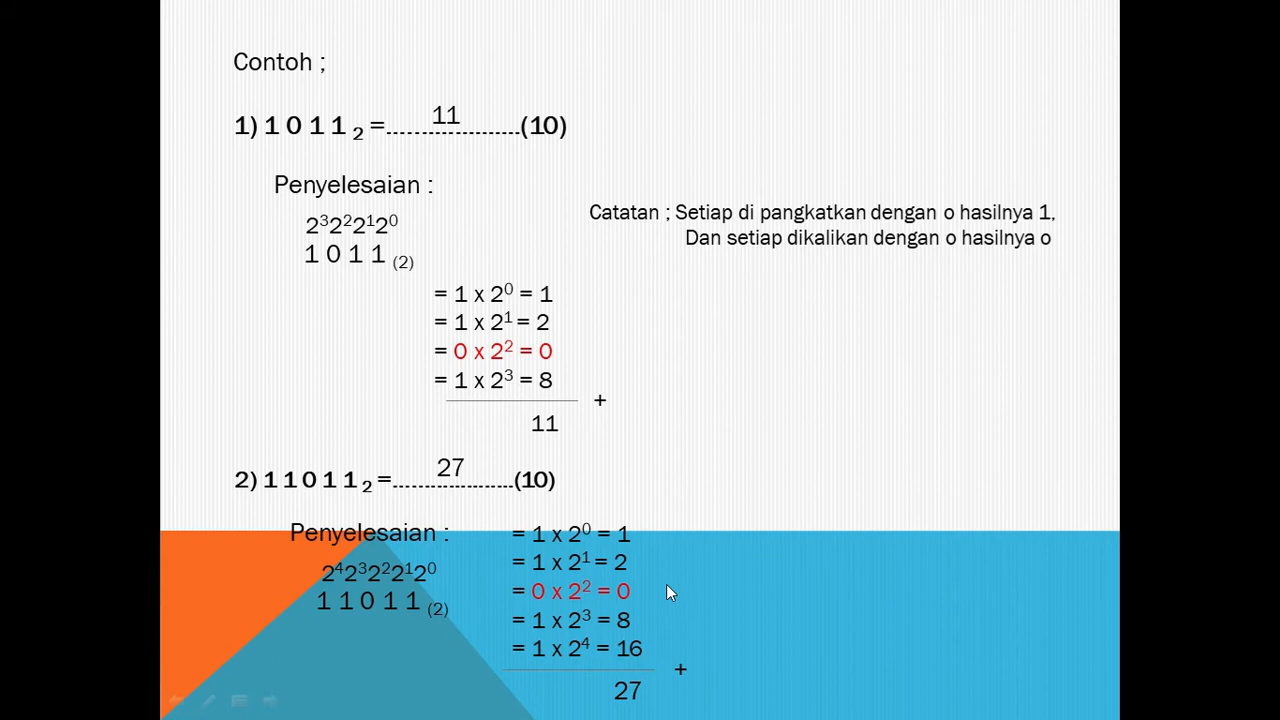 Contoh ;
1) 1 0 1 1 ₂ =......11......(10)
Penyelesaian :
2³2²2¹2⁰
1 0 1 1 (2)
Catatan ; Setiap di pangkatkan dengan o hasilnya 1,
Dan setiap dikalikan dengan o hasilnya o
= 1 x 2⁰ = 1
= 1 x 2¹ = 2
= 0 x 2² = 0
= 1 x 2³ = 8
+
11
2) 1 1 0 1 1 ₂ =......27......(10)
Penyelesaian :
2⁴2³2²2¹2⁰
1 1 0 1 1 (2)
= 1 x 2⁰ = 1
= 1 x 2¹ = 2
= 0 x 2² = 0
= 1 x 2³ = 8
= 1 x 2⁴ = 16
+
27